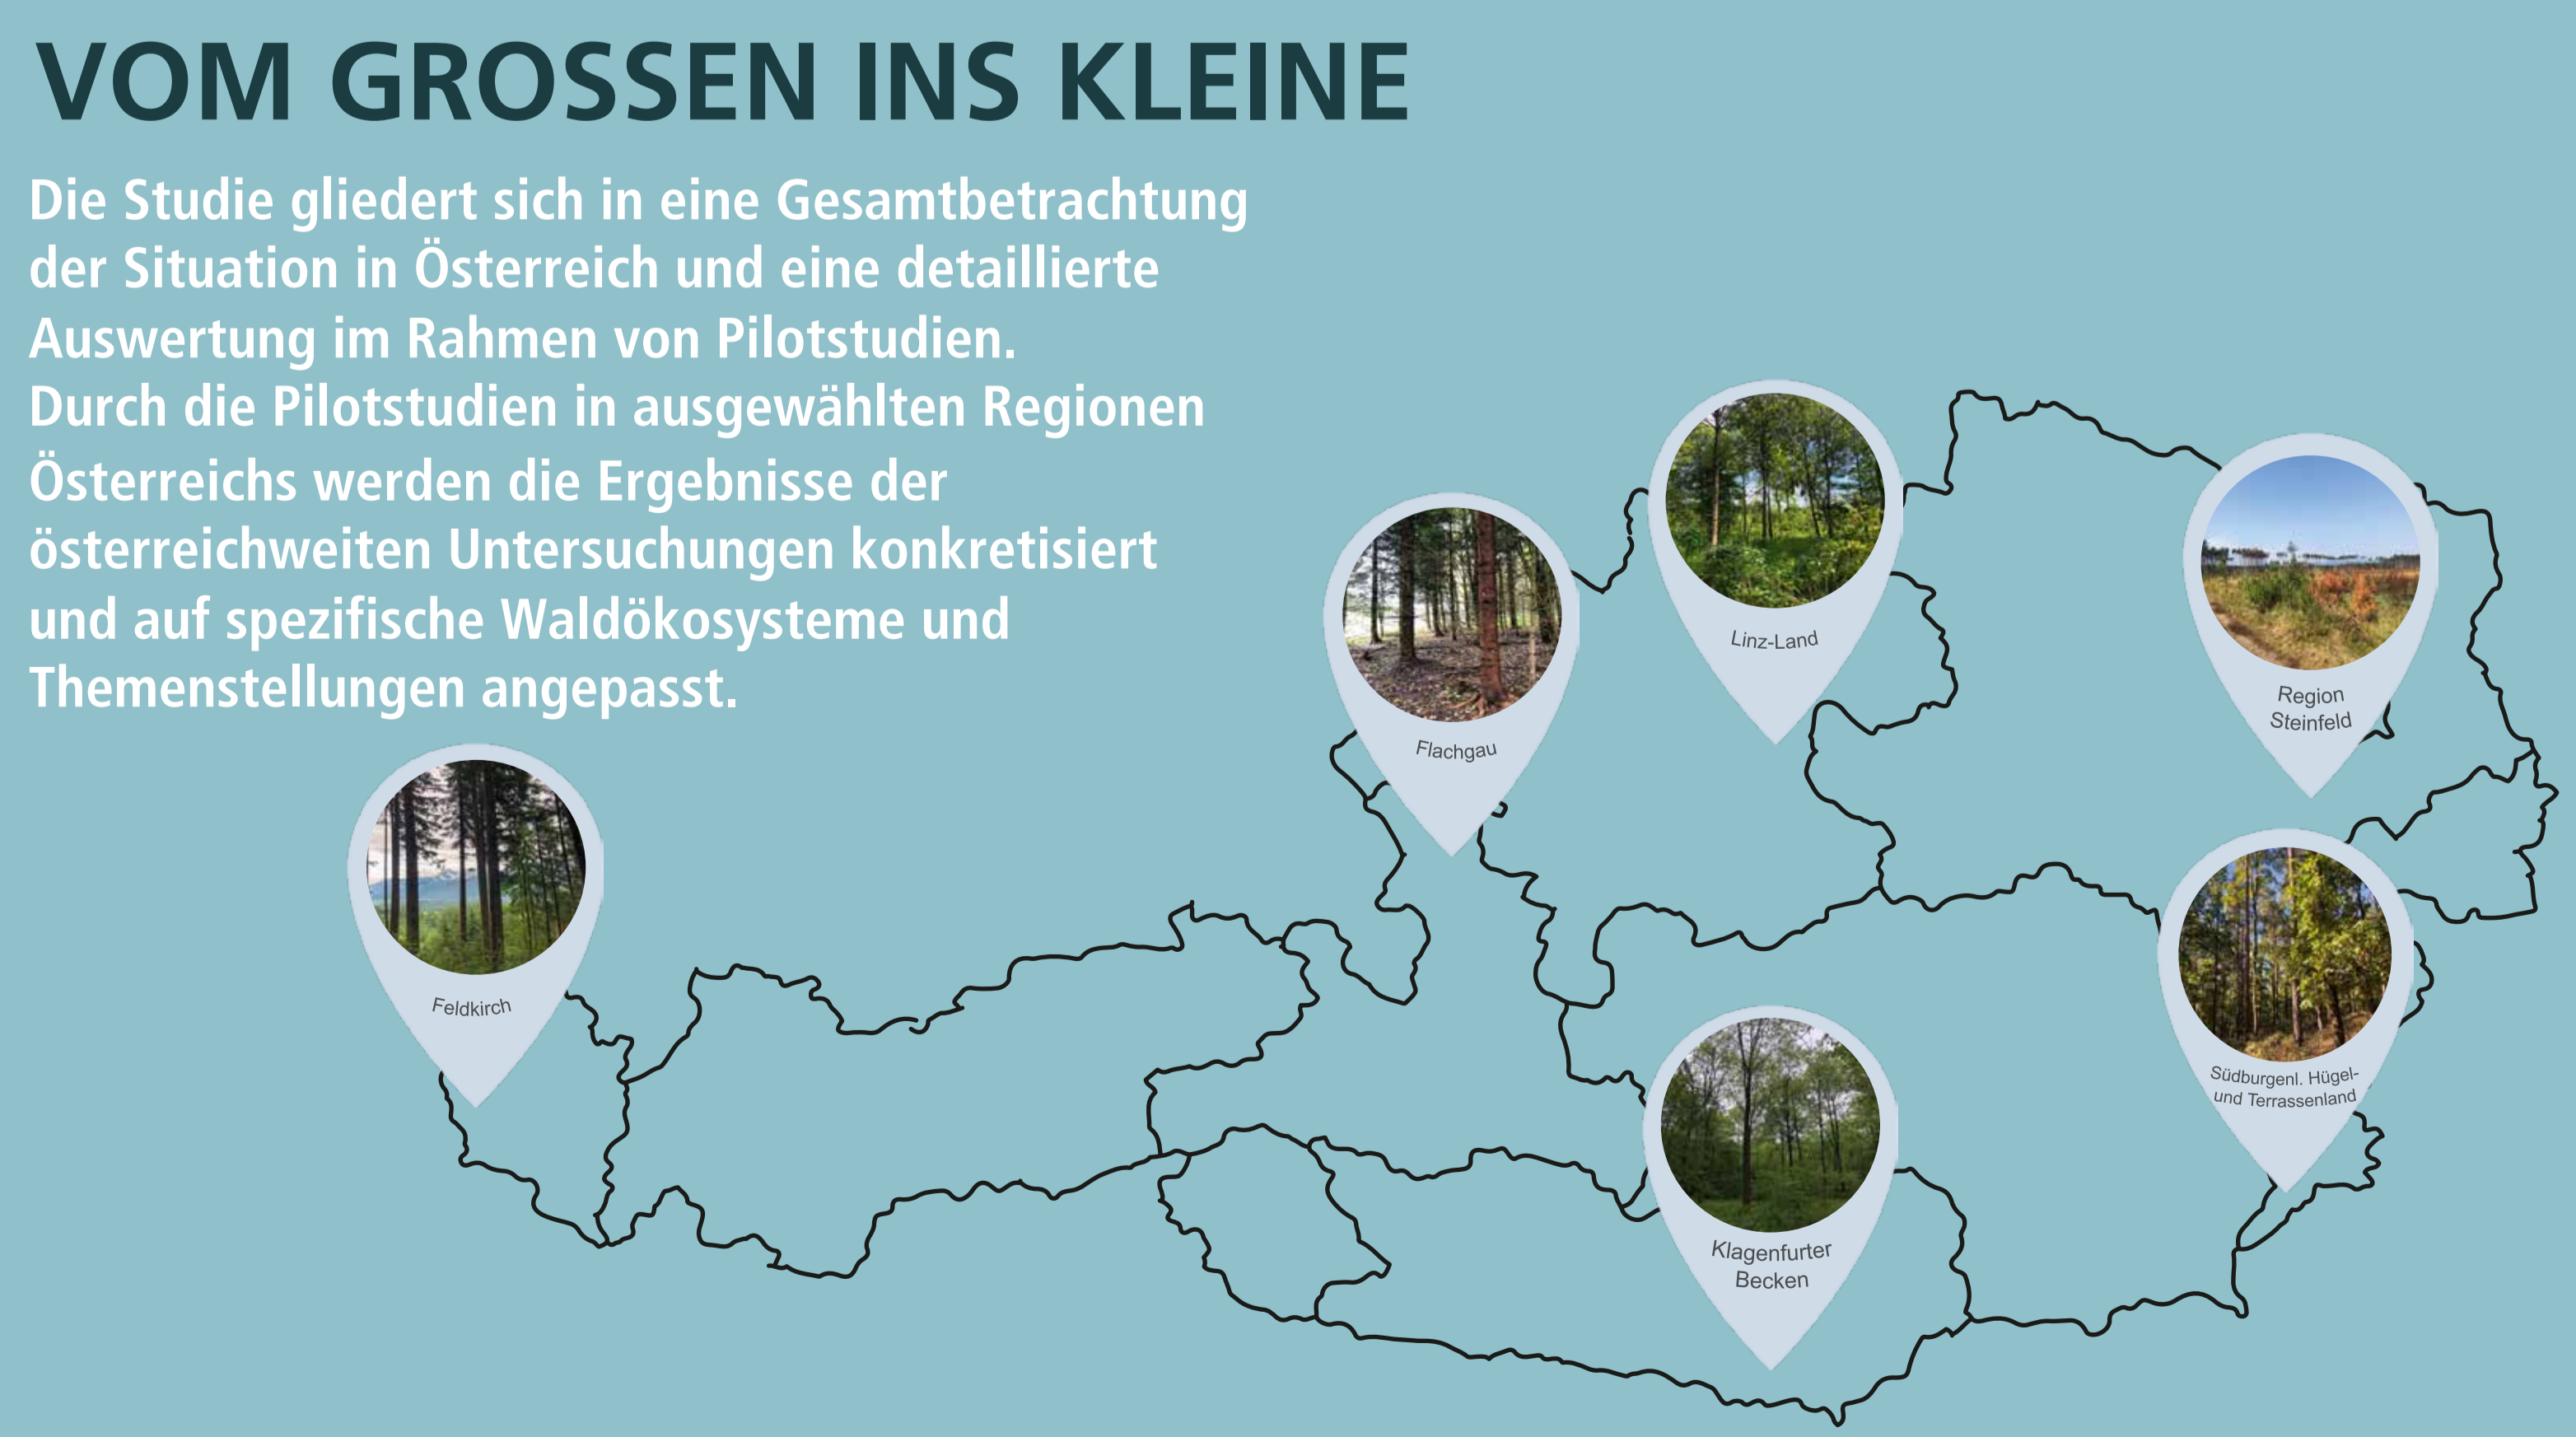 VOM GROSSEN INS KLEINE
Die Studie gliedert sich in eine Gesamtbetrachtung
der Situation in Österreich und eine detaillierte
Auswertung im Rahmen von Pilotstudien.
Durch die Pilotstudien in ausgewählten Regionen
Österreichs werden die Ergebnisse der
österreichweiten Untersuchungen konkretisiert
und auf spezifische Waldökosysteme und
Themenstellungen angepasst.
Linz-Land
Region
Steinfeld
Flachgau
Feldkirch
Südburgenl. Hügel-
und Terrassenland
Klagenfurter
Becken